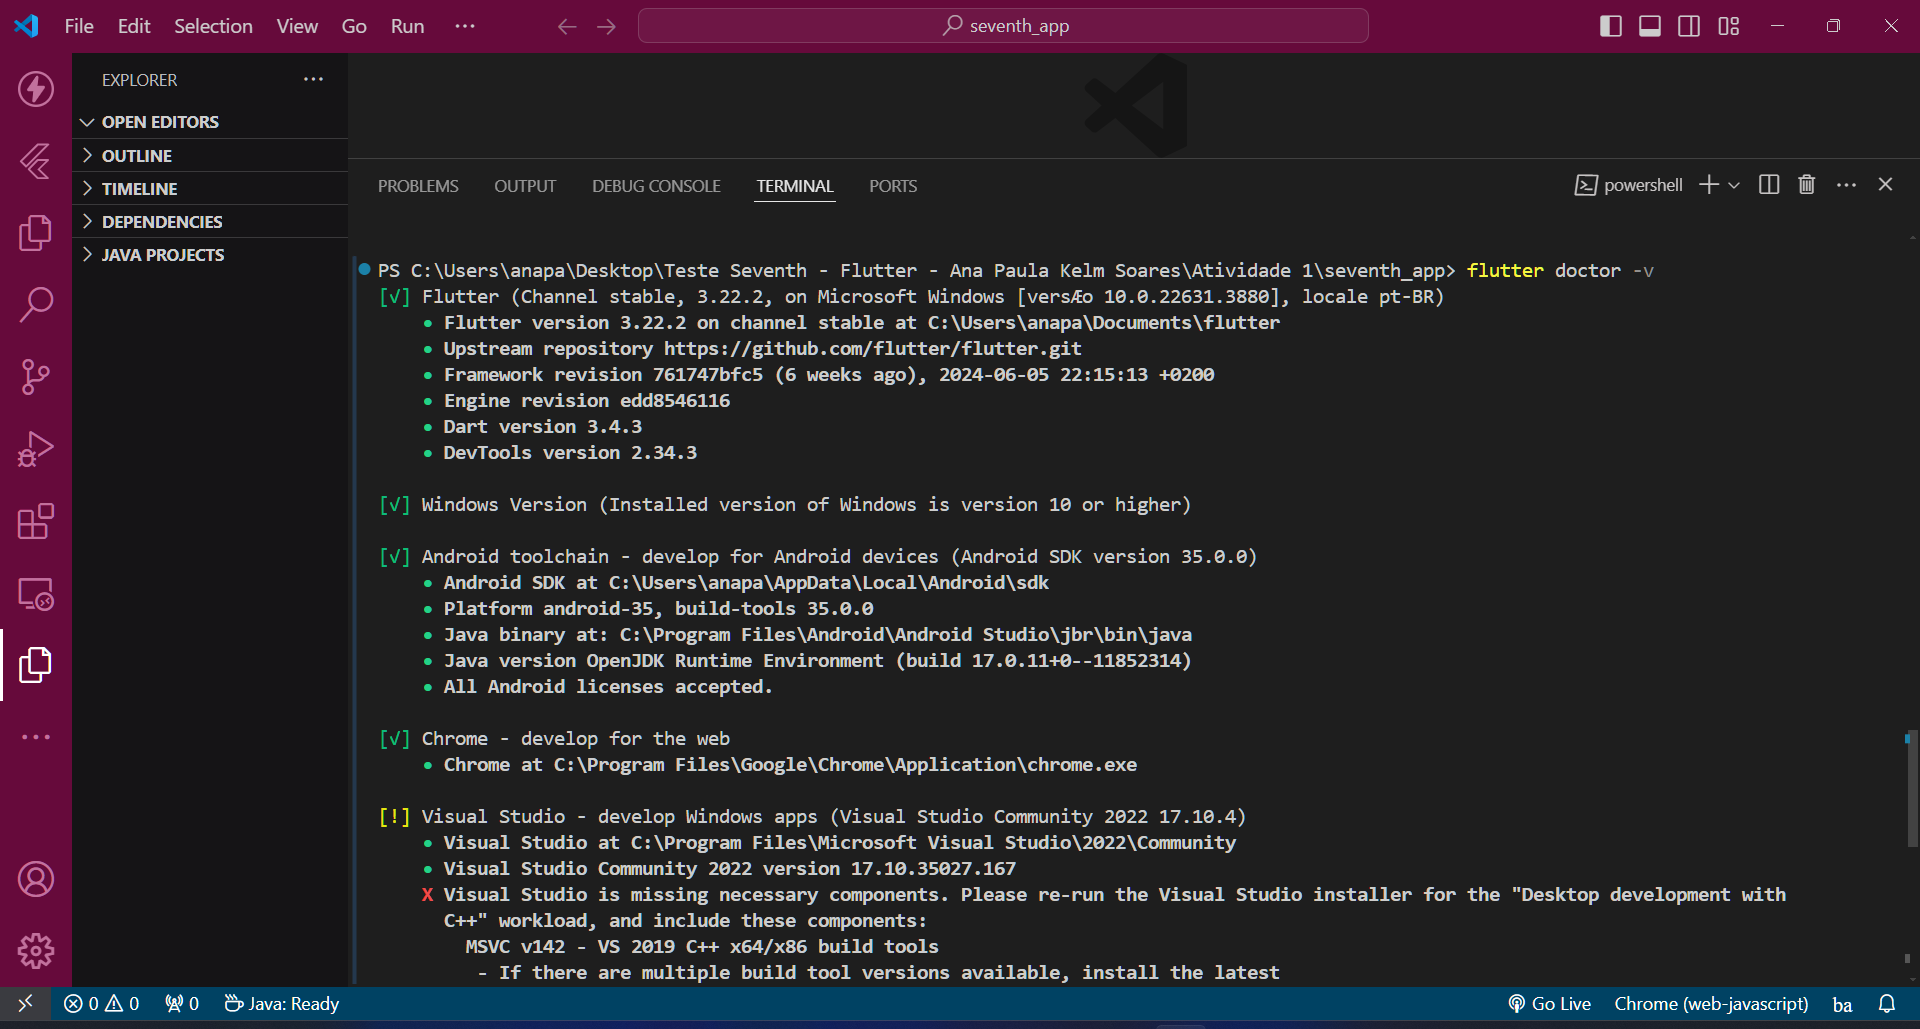 File Edit Selection View Go Run ···
seventh_app
EXPLORER ···
OPEN EDITORS
OUTLINE
TIMELINE
DEPENDENCIES
JAVA PROJECTS
PROBLEMS OUTPUT DEBUG CONSOLE TERMINAL PORTS
powershell
PS C:\Users\anapa\Desktop\Teste Seventh - Flutter - Ana Paula Kelm Soares\Atividade 1\seventh_app> flutter doctor -v
[√] Flutter (Channel stable, 3.22.2, on Microsoft Windows [versÆo 10.0.22631.3880], locale pt-BR)
• Flutter version 3.22.2 on channel stable at C:\Users\anapa\Documents\flutter
• Upstream repository https://github.com/flutter/flutter.git
• Framework revision 761747bfc5 (6 weeks ago), 2024-06-05 22:15:13 +0200
• Engine revision edd8546116
• Dart version 3.4.3
• DevTools version 2.34.3
[√] Windows Version (Installed version of Windows is version 10 or higher)
[√] Android toolchain - develop for Android devices (Android SDK version 35.0.0)
• Android SDK at C:\Users\anapa\AppData\Local\Android\sdk
• Platform android-35, build-tools 35.0.0
• Java binary at: C:\Program Files\Android\Android Studio\jbr\bin\java
• Java version OpenJDK Runtime Environment (build 17.0.11+0--11852314)
• All Android licenses accepted.
[√] Chrome - develop for the web
• Chrome at C:\Program Files\Google\Chrome\Application\chrome.exe
[!] Visual Studio - develop Windows apps (Visual Studio Community 2022 17.10.4)
• Visual Studio at C:\Program Files\Microsoft Visual Studio\2022\Community
• Visual Studio Community 2022 version 17.10.35027.167
X Visual Studio is missing necessary components. Please re-run the Visual Studio installer for the "Desktop development with
C++" workload, and include these components:
MSVC v142 - VS 2019 C++ x64/x86 build tools
- If there are multiple build tool versions available, install the latest
0 0 0 Java: Ready Go Live Chrome (web-javascript) ba